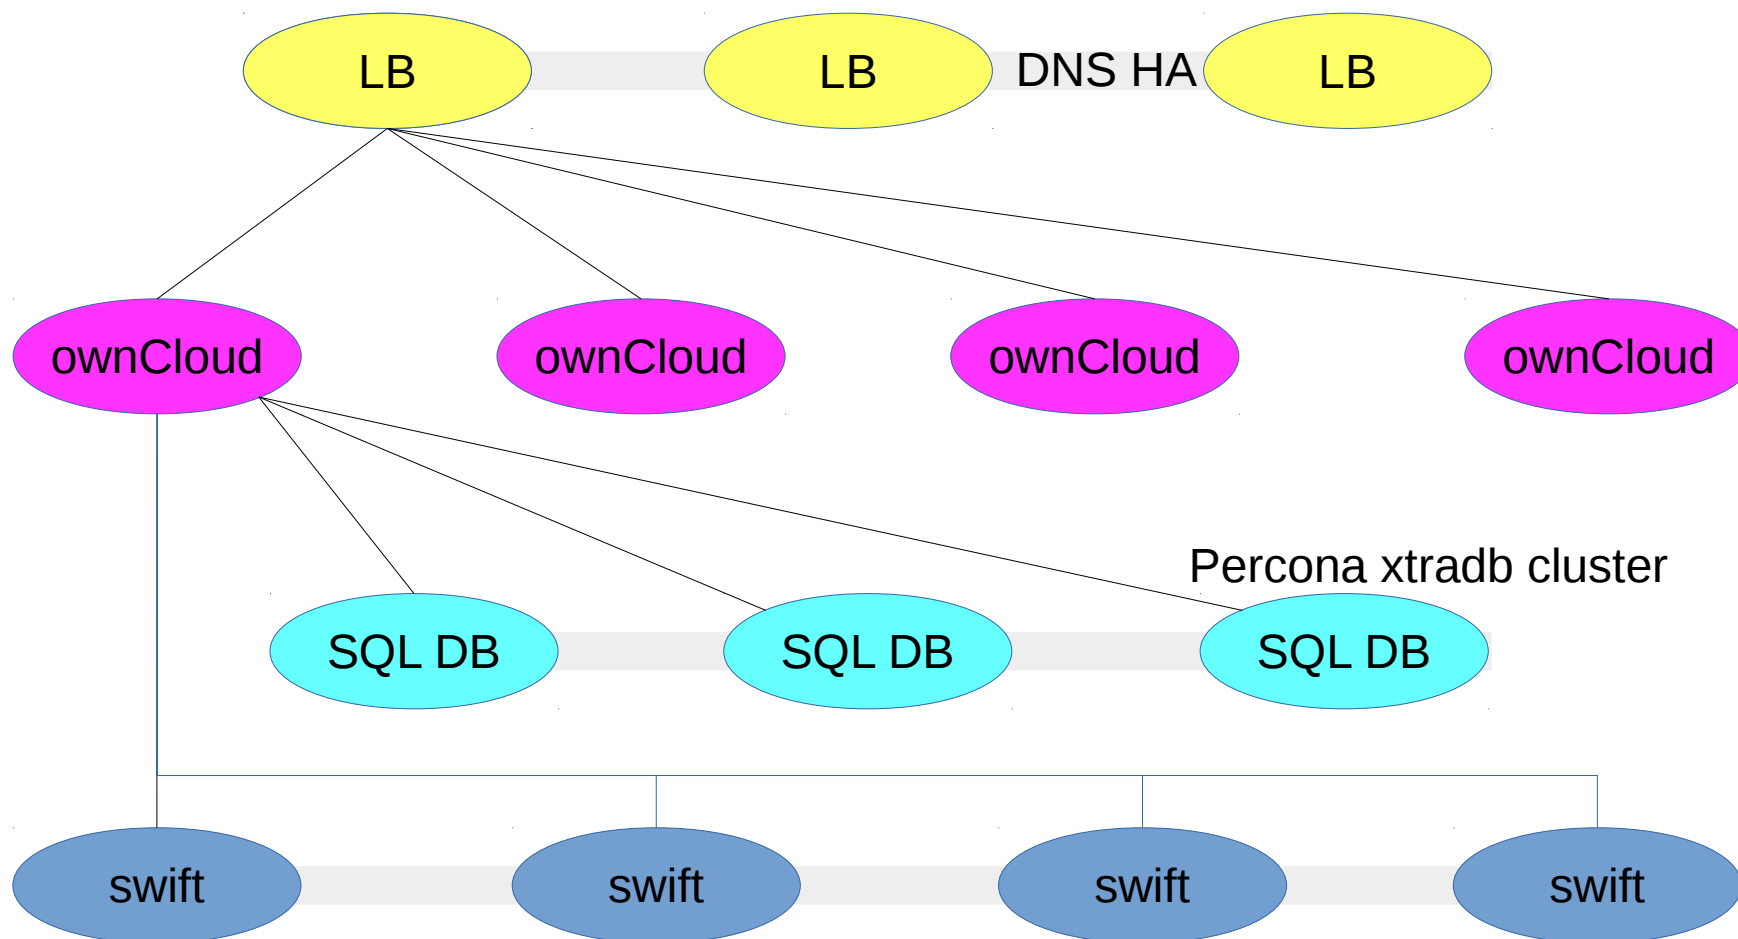 LB
LB
DNS HA
LB
ownCloud
ownCloud
ownCloud
ownCloud
Percona xtradb cluster
SQL DB
SQL DB
SQL DB
swift
swift
swift
swift